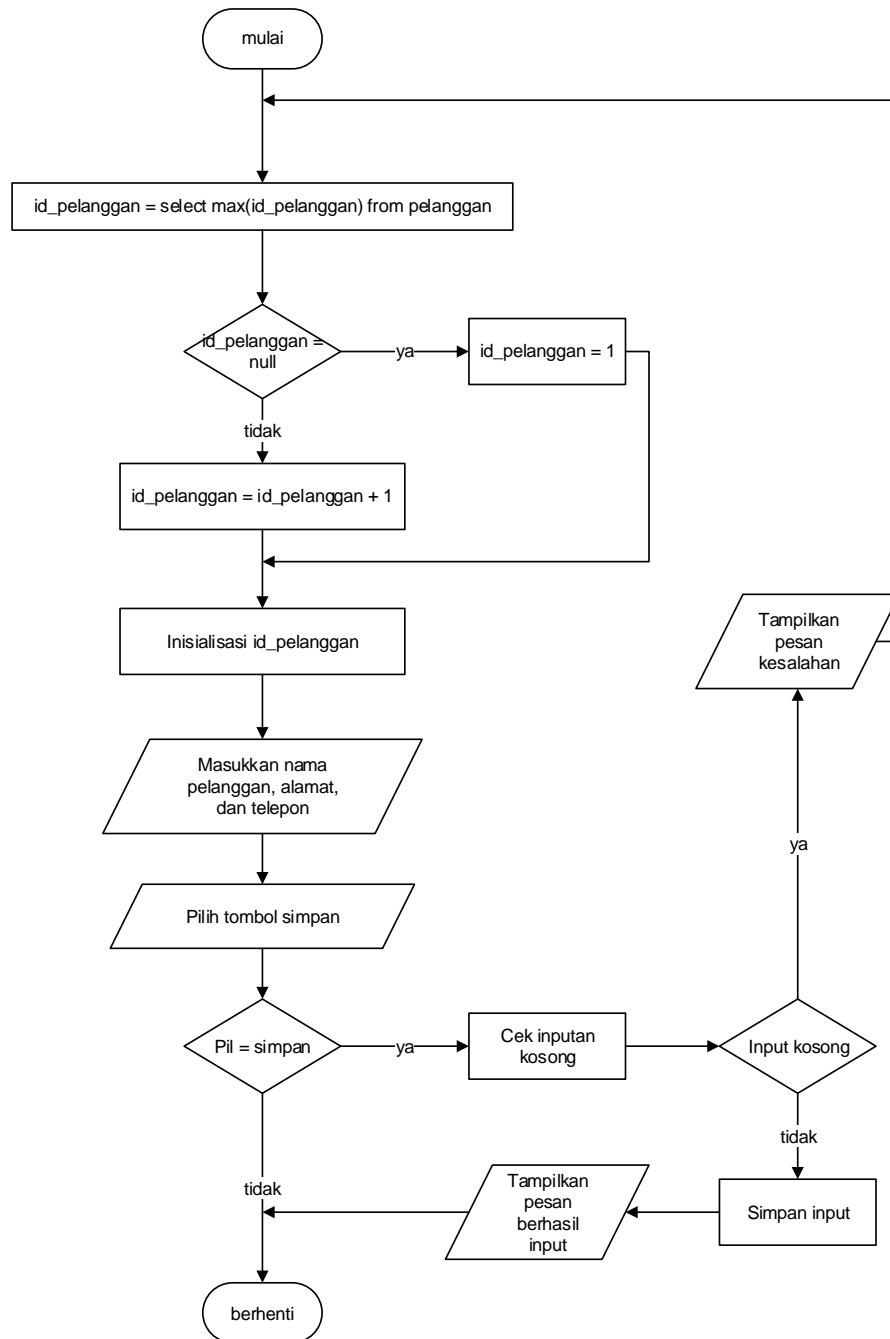 mulai
id_pelanggan = select max(id_pelanggan) from pelanggan
id_pelanggan =
null
ya
id_pelanggan = 1
tidak
id_pelanggan = id_pelanggan + 1
Inisialisasi id_pelanggan
Tampilkan
pesan
kesalahan
Masukkan nama
pelanggan, alamat,
dan telepon
ya
Pilih tombol simpan
Pil = simpan
ya
Cek inputan
kosong
Input kosong
tidak
tidak
Tampilkan
pesan
berhasil
input
Simpan input
berhenti